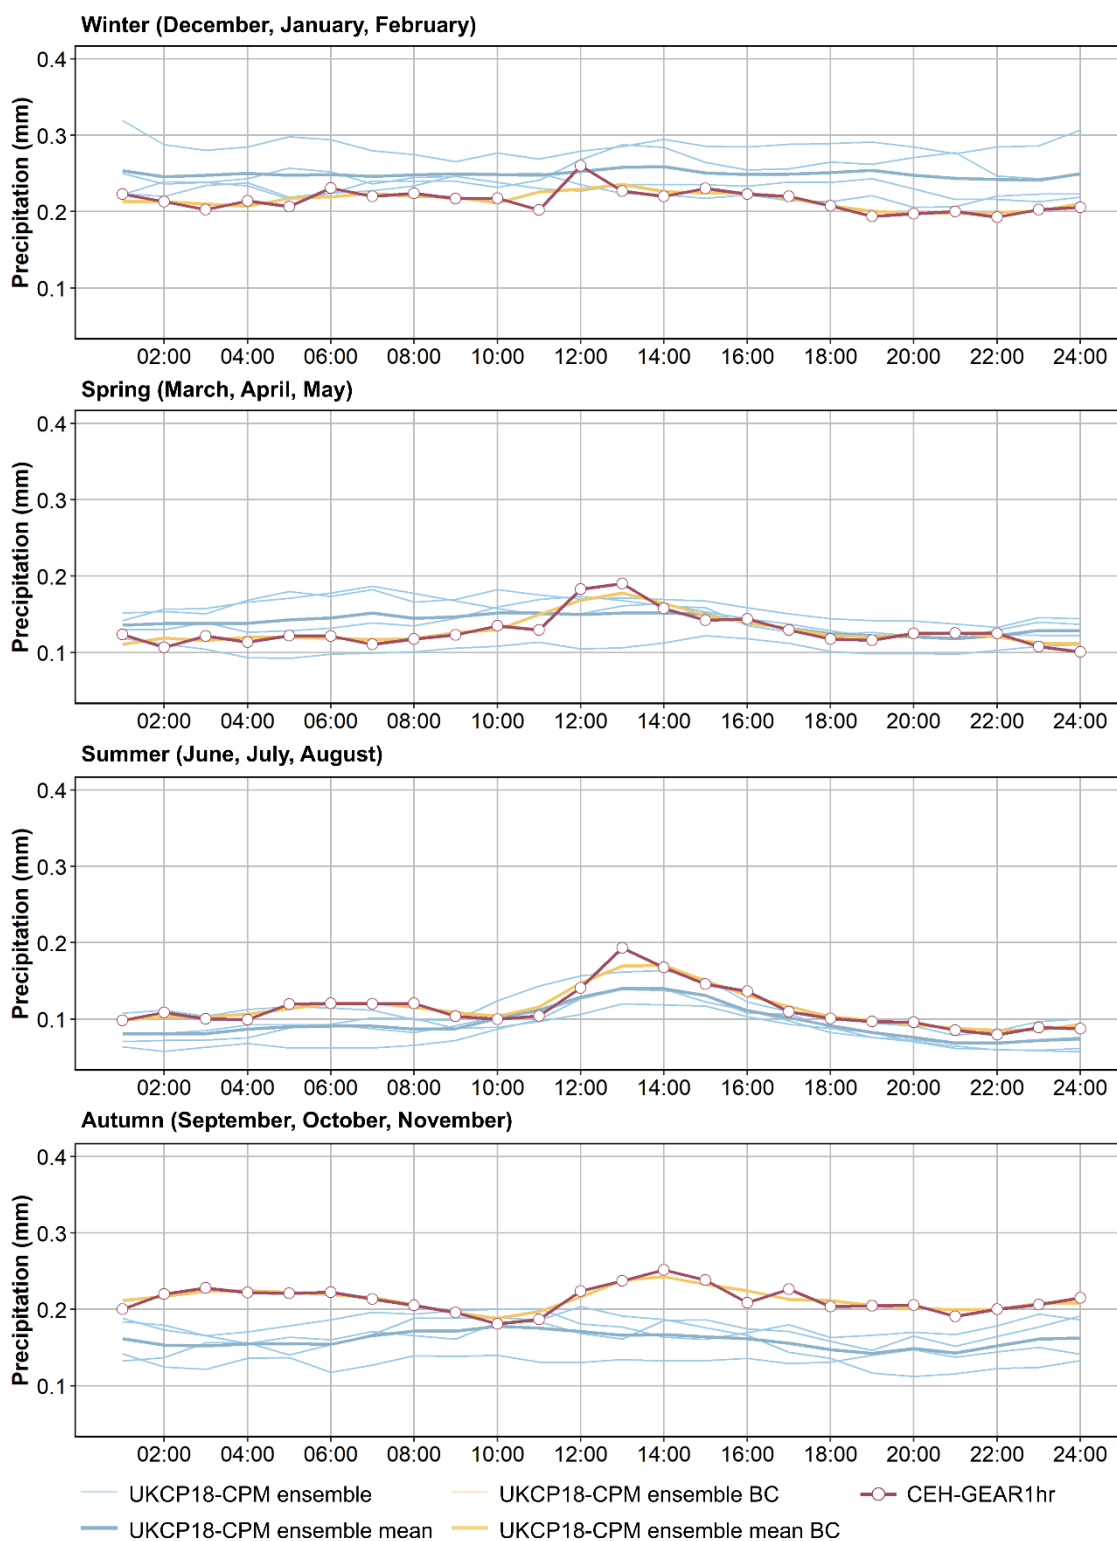 Winter (December, January, February)
Precipitation (mm)
0.4
0.3
0.2
0.1
02:00 04:00 06:00 08:00 10:00 12:00 14:00 16:00 18:00 20:00 22:00 24:00
Spring (March, April, May)
Precipitation (mm)
0.4
0.3
0.2
0.1
02:00 04:00 06:00 08:00 10:00 12:00 14:00 16:00 18:00 20:00 22:00 24:00
Summer (June, July, August)
Precipitation (mm)
0.4
0.3
0.2
0.1
02:00 04:00 06:00 08:00 10:00 12:00 14:00 16:00 18:00 20:00 22:00 24:00
Autumn (September, October, November)
Precipitation (mm)
0.4
0.3
0.2
0.1
02:00 04:00 06:00 08:00 10:00 12:00 14:00 16:00 18:00 20:00 22:00 24:00
UKCP18-CPM ensemble UKCP18-CPM ensemble BC CEH-GEAR1hr
UKCP18-CPM ensemble mean UKCP18-CPM ensemble mean BC